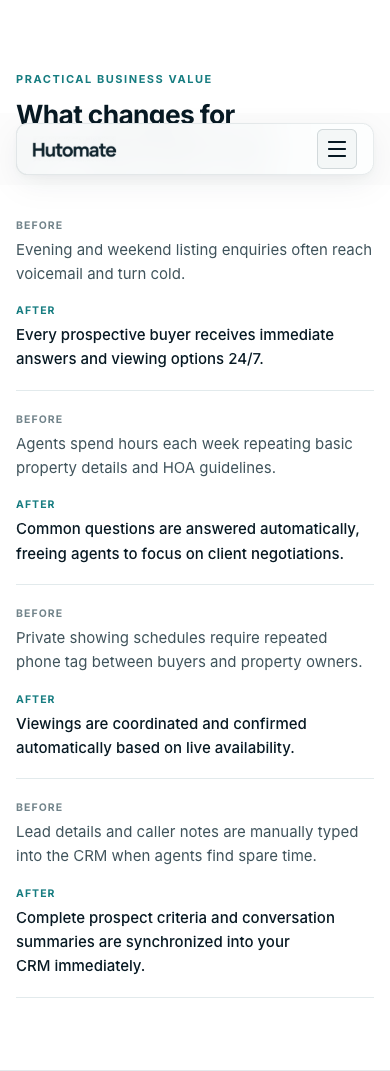 PRACTICAL BUSINESS VALUE
What changes for
Hutomate
BEFORE
Evening and weekend listing enquiries often reach
voicemail and turn cold.
AFTER
Every prospective buyer receives immediate
answers and viewing options 24/7.
BEFORE
Agents spend hours each week repeating basic
property details and HOA guidelines.
AFTER
Common questions are answered automatically,
freeing agents to focus on client negotiations.
BEFORE
Private showing schedules require repeated
phone tag between buyers and property owners.
AFTER
Viewings are coordinated and confirmed
automatically based on live availability.
BEFORE
Lead details and caller notes are manually typed
into the CRM when agents find spare time.
AFTER
Complete prospect criteria and conversation
summaries are synchronized into your
CRM immediately.